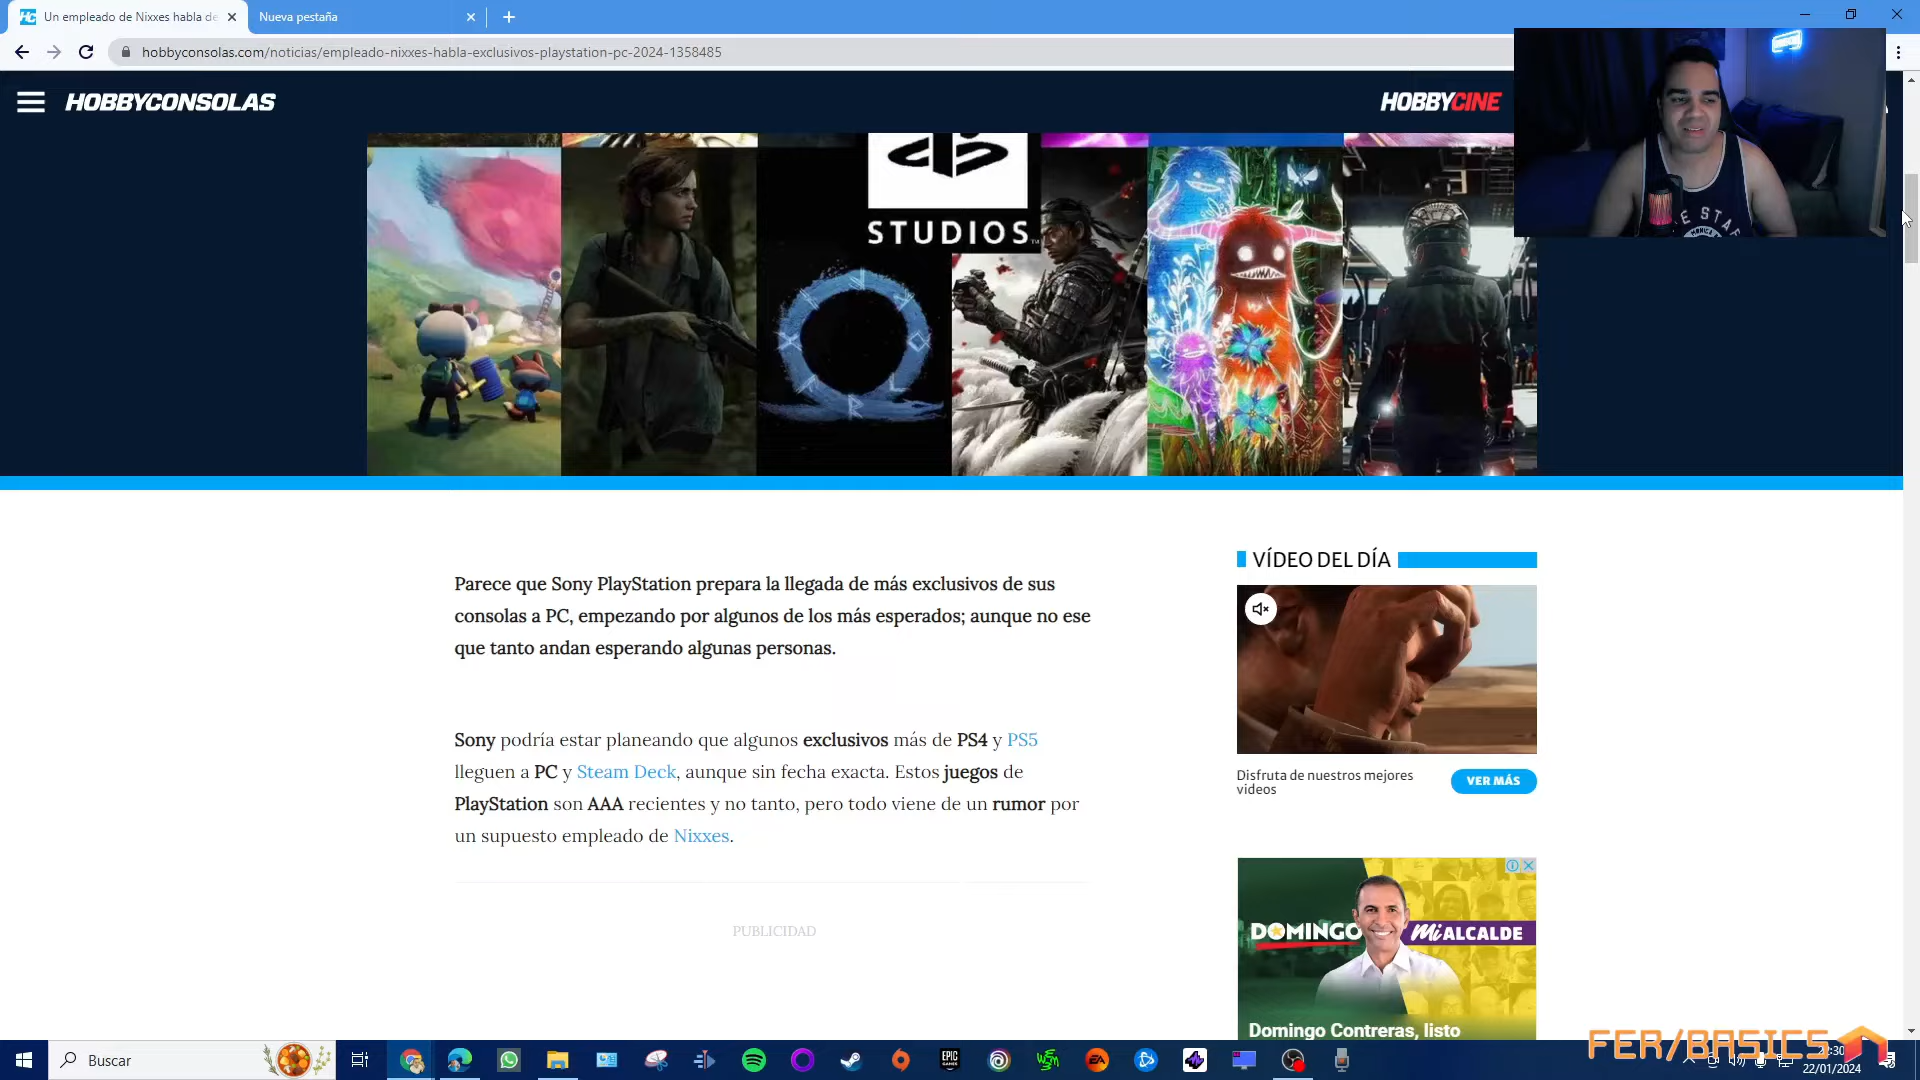 Un empleado de Nixxes habla de
Nueva pestaña
hobbyconsolas.com/noticias/empleado-nixxes-habla-exclusivos-playstation-pc-2024-1358485
HOBBYCONSOLAS
HOBBYCINE
STUDIOS
Parece que Sony PlayStation prepara la llegada de más exclusivos de sus
consolas a PC, empezando por algunos de los más esperados; aunque no ese
que tanto andan esperando algunas personas.
Sony podría estar planeando que algunos exclusivos más de PS4 y PS5
lleguen a PC y Steam Deck, aunque sin fecha exacta. Estos juegos de
PlayStation son AAA recientes y no tanto, pero todo viene de un rumor por
un supuesto empleado de Nixxes.
PUBLICIDAD
VÍDEO DEL DÍA
Disfruta de nuestros mejores
videos
VER MÁS
DOMINGO
Mi ALCALDE
Domingo Contreras, listo
Buscar
EPIC
EA
FER/BASICS
22/01/2024